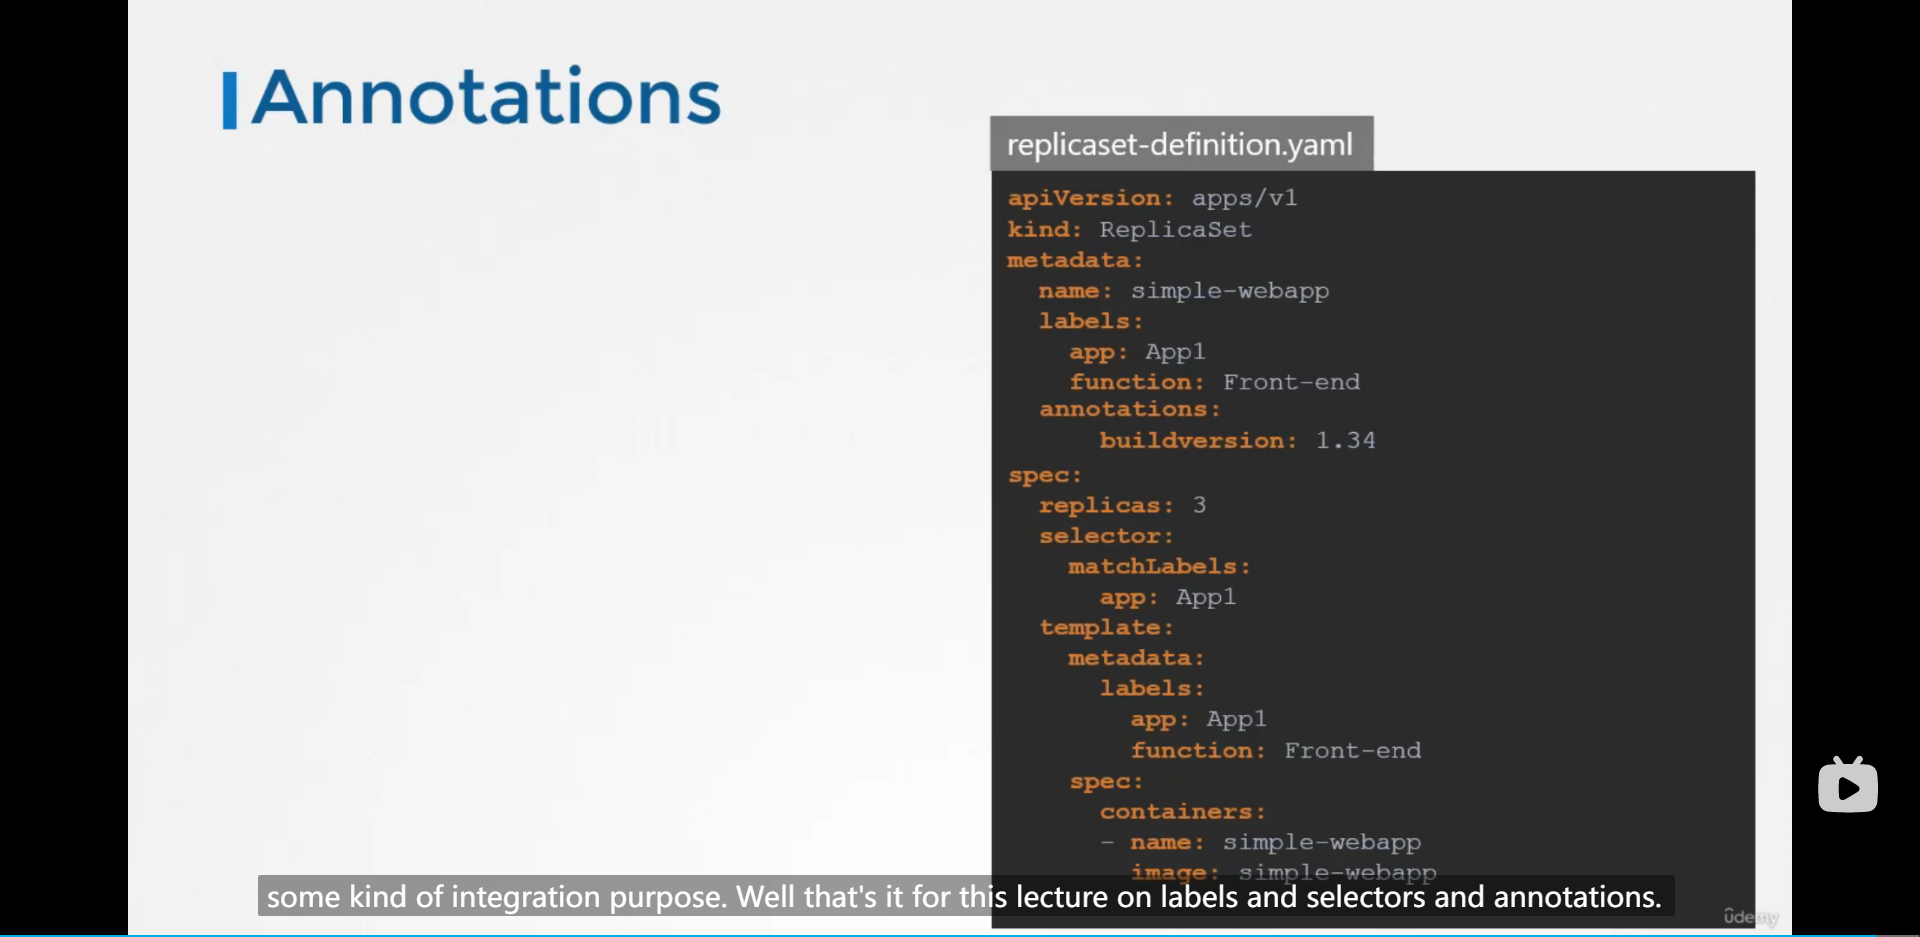 Annotations
replicaset-definition.yaml
apiVersion: apps/v1
kind: ReplicaSet
metadata:
  name: simple-webapp
  labels:
    app: App1
    function: Front-end
  annotations:
      buildversion: 1.34
spec:
  replicas: 3
  selector:
    matchLabels:
      app: App1
  template:
    metadata:
      labels:
        app: App1
        function: Front-end
    spec:
      containers:
      - name: simple-webapp
        image: simple-webapp
some kind of integration purpose. Well that's it for this lecture on labels and selectors and annotations.
ûdemy